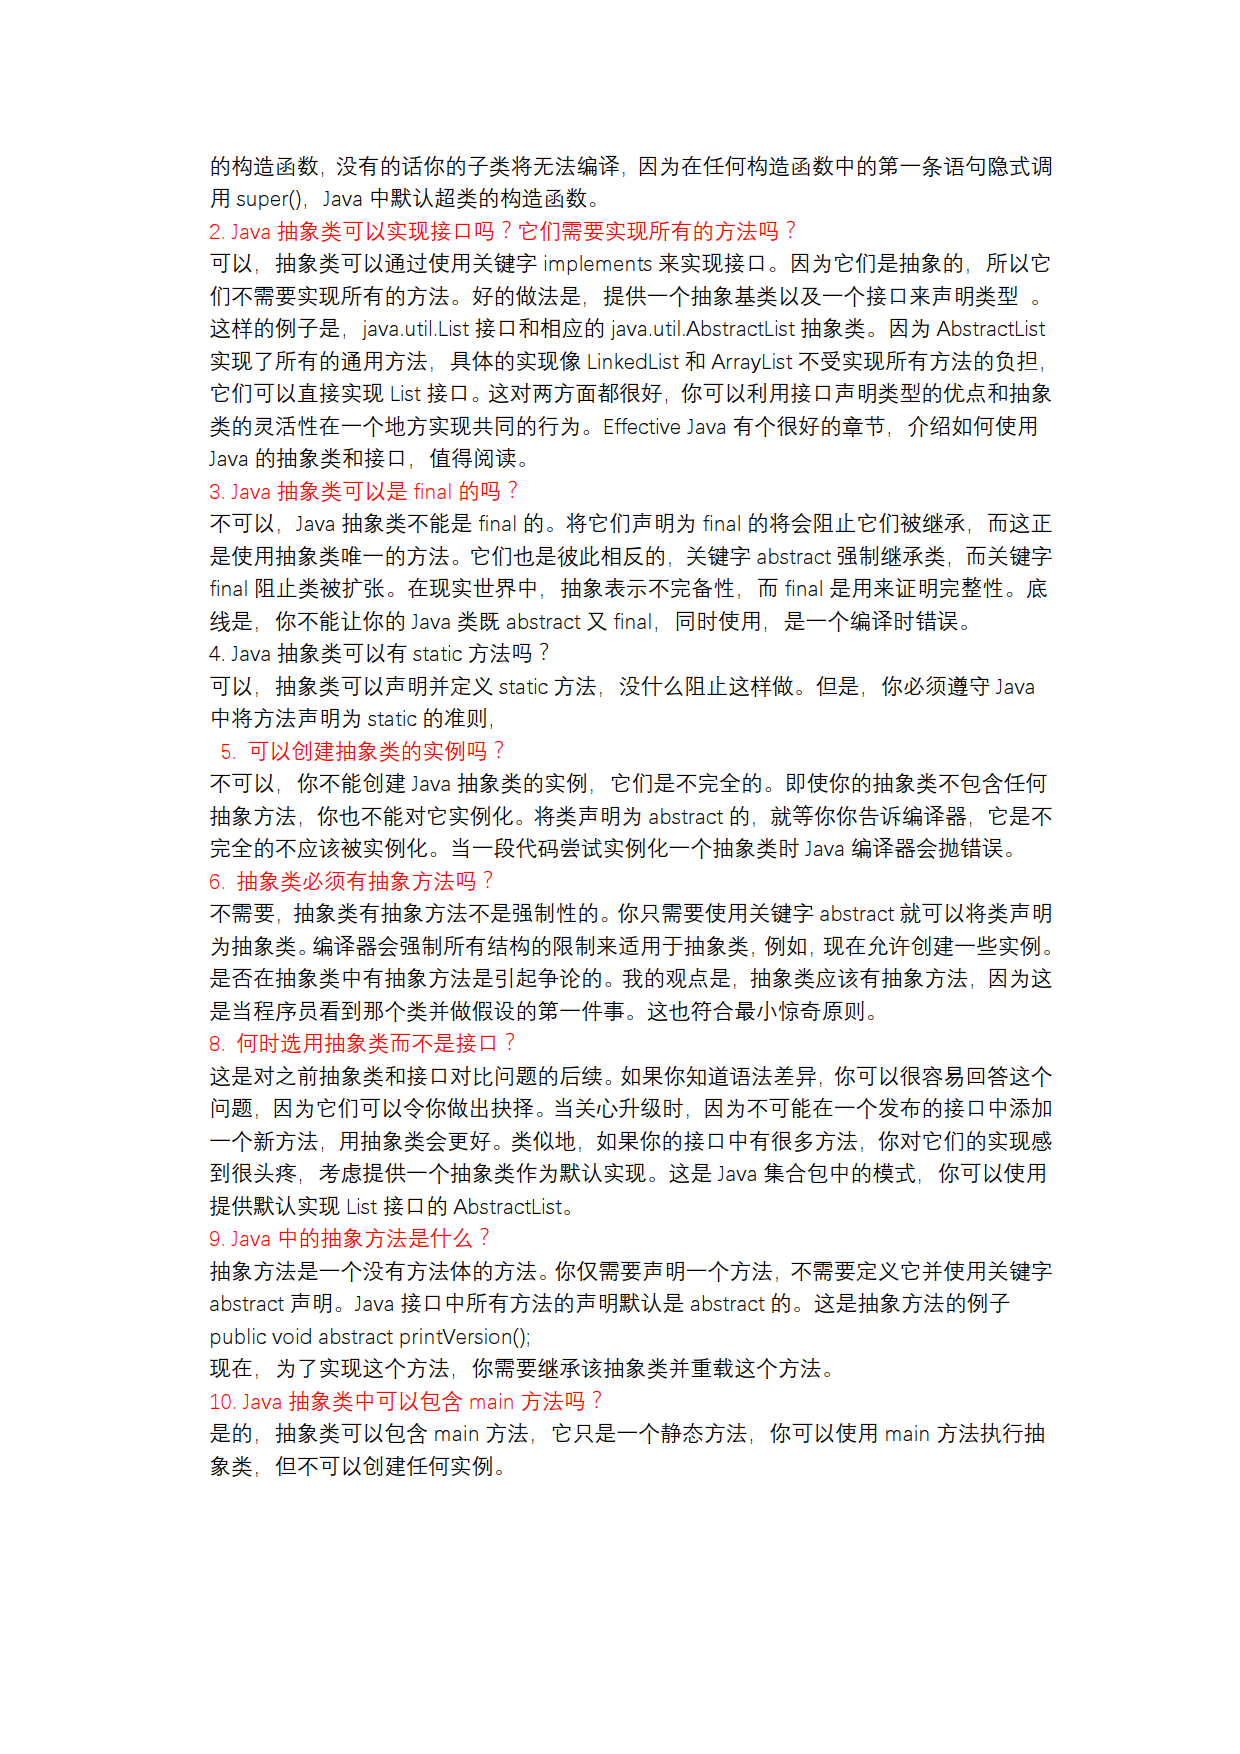 的构造函数，没有的话你的子类将无法编译，因为在任何构造函数中的第一条语句隐式调
用 super()，Java 中默认超类的构造函数。
2. Java 抽象类可以实现接口吗？它们需要实现所有的方法吗？
可以，抽象类可以通过使用关键字 implements 来实现接口。因为它们是抽象的，所以它
们不需要实现所有的方法。好的做法是，提供一个抽象基类以及一个接口来声明类型 。
这样的例子是，java.util.List 接口和相应的 java.util.AbstractList 抽象类。因为 AbstractList
实现了所有的通用方法，具体的实现像 LinkedList 和 ArrayList 不受实现所有方法的负担，
它们可以直接实现 List 接口。这对两方面都很好，你可以利用接口声明类型的优点和抽象
类的灵活性在一个地方实现共同的行为。Effective Java 有个很好的章节，介绍如何使用
Java 的抽象类和接口，值得阅读。
3. Java 抽象类可以是 final 的吗？
不可以，Java 抽象类不能是 final 的。将它们声明为 final 的将会阻止它们被继承，而这正
是使用抽象类唯一的方法。它们也是彼此相反的，关键字 abstract 强制继承类，而关键字
final 阻止类被扩张。在现实世界中，抽象表示不完备性，而 final 是用来证明完整性。底
线是，你不能让你的 Java 类既 abstract 又 final，同时使用，是一个编译时错误。
4. Java 抽象类可以有 static 方法吗？
可以，抽象类可以声明并定义 static 方法，没什么阻止这样做。但是，你必须遵守 Java
中将方法声明为 static 的准则，
5. 可以创建抽象类的实例吗？
不可以，你不能创建 Java 抽象类的实例，它们是不完全的。即使你的抽象类不包含任何
抽象方法，你也不能对它实例化。将类声明为 abstract 的，就等你你告诉编译器，它是不
完全的不应该被实例化。当一段代码尝试实例化一个抽象类时 Java 编译器会抛错误。
6. 抽象类必须有抽象方法吗？
不需要，抽象类有抽象方法不是强制性的。你只需要使用关键字 abstract 就可以将类声明
为抽象类。编译器会强制所有结构的限制来适用于抽象类，例如，现在允许创建一些实例。
是否在抽象类中有抽象方法是引起争论的。我的观点是，抽象类应该有抽象方法，因为这
是当程序员看到那个类并做假设的第一件事。这也符合最小惊奇原则。
8. 何时选用抽象类而不是接口？
这是对之前抽象类和接口对比问题的后续。如果你知道语法差异，你可以很容易回答这个
问题，因为它们可以令你做出抉择。当关心升级时，因为不可能在一个发布的接口中添加
一个新方法，用抽象类会更好。类似地，如果你的接口中有很多方法，你对它们的实现感
到很头疼，考虑提供一个抽象类作为默认实现。这是 Java 集合包中的模式，你可以使用
提供默认实现 List 接口的 AbstractList。
9. Java 中的抽象方法是什么？
抽象方法是一个没有方法体的方法。你仅需要声明一个方法，不需要定义它并使用关键字
abstract 声明。Java 接口中所有方法的声明默认是 abstract 的。这是抽象方法的例子
public void abstract printVersion();
现在，为了实现这个方法，你需要继承该抽象类并重载这个方法。
10. Java 抽象类中可以包含 main 方法吗？
是的，抽象类可以包含 main 方法，它只是一个静态方法，你可以使用 main 方法执行抽
象类，但不可以创建任何实例。